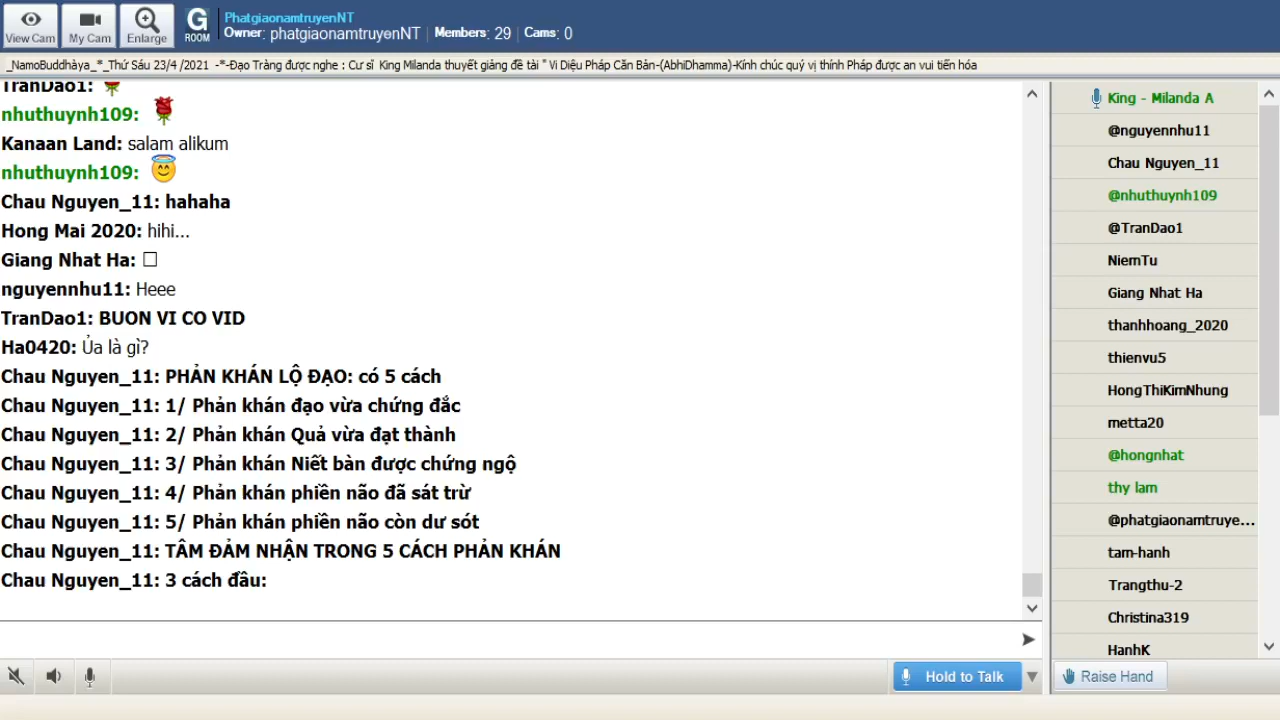 PhatgiaonamtruyenNT
Owner: phatgiaonamtruyenNT | Members: 29 | Cams: 0
View Cam
My Cam
Enlarge
G
ROOM
_NamoBuddhàya_*_Thứ Sáu 23/4 /2021 -*-Đạo Tràng được nghe : Cư sĩ King Milanda thuyết giảng đề tài " Vi Diệu Pháp Căn Bản-(AbhiDhamma)-Kính chúc quý vị thính Pháp được an vui tiến hóa
TranDao1:
nhuthuynh109:
Kanaan Land: salam alikum
nhuthuynh109:
Chau Nguyen_11: hahaha
Hong Mai 2020: hihi...
Giang Nhat Ha:
nguyennhu11: Heee
TranDao1: BUON VI CO VID
Ha0420: Ủa là gì?
Chau Nguyen_11: PHẢN KHÁN LỘ ĐẠO: có 5 cách
Chau Nguyen_11: 1/ Phản khán đạo vừa chứng đắc
Chau Nguyen_11: 2/ Phản khán Quả vừa đạt thành
Chau Nguyen_11: 3/ Phản khán Niết bàn được chứng ngộ
Chau Nguyen_11: 4/ Phản khán phiền não đã sát trừ
Chau Nguyen_11: 5/ Phản khán phiền não còn dư sót
Chau Nguyen_11: TÂM ĐẢM NHẬN TRONG 5 CÁCH PHẢN KHÁN
Chau Nguyen_11: 3 cách đầu:
King - Milanda A
@nguyennhu11
Chau Nguyen_11
@nhuthuynh109
@TranDao1
NiemTu
Giang Nhat Ha
thanhhoang_2020
thienvu5
HongThiKimNhung
metta20
@hongnhat
thy lam
@phatgiaonamtruye...
tam-hanh
Trangthu-2
Christina319
HanhK
Hold to Talk
Raise Hand